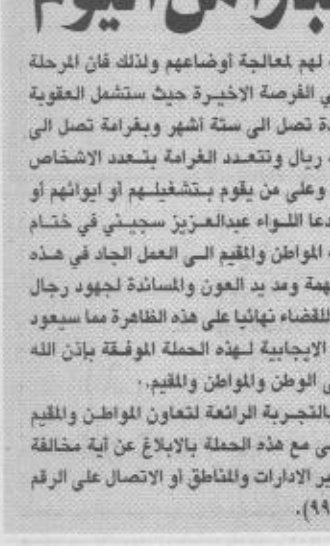 من اليوم
لهم لمعالجة أوضاعهم ولذلك فان المرحلة
الفرصة الاخيرة حيث ستشمل العقوبة
تصل الى ستة أشهر وبغرامة تصل الى
ريال وتتعدد الغرامة بتعدد الاشخاص
وعلى من يقوم بتشغيلهم أو ايوائهم أو
دعا اللواء عبدالعزيز سجيني في ختام
المواطن والمقيم الى العمل الجاد في هذه
ومد يد العون والمساندة لجهود رجال
للقضاء نهائيا على هذه الظاهرة مما سيعود
الايجابية لهذه الحملة الموفقة بإذن الله
الوطن والمواطن والمقيم.
بالتجربة الرائعة لتعاون المواطن والمقيم
مع هذه الحملة بالابلاغ عن أية مخالفة
الادارات والمناطق أو الاتصال على الرقم